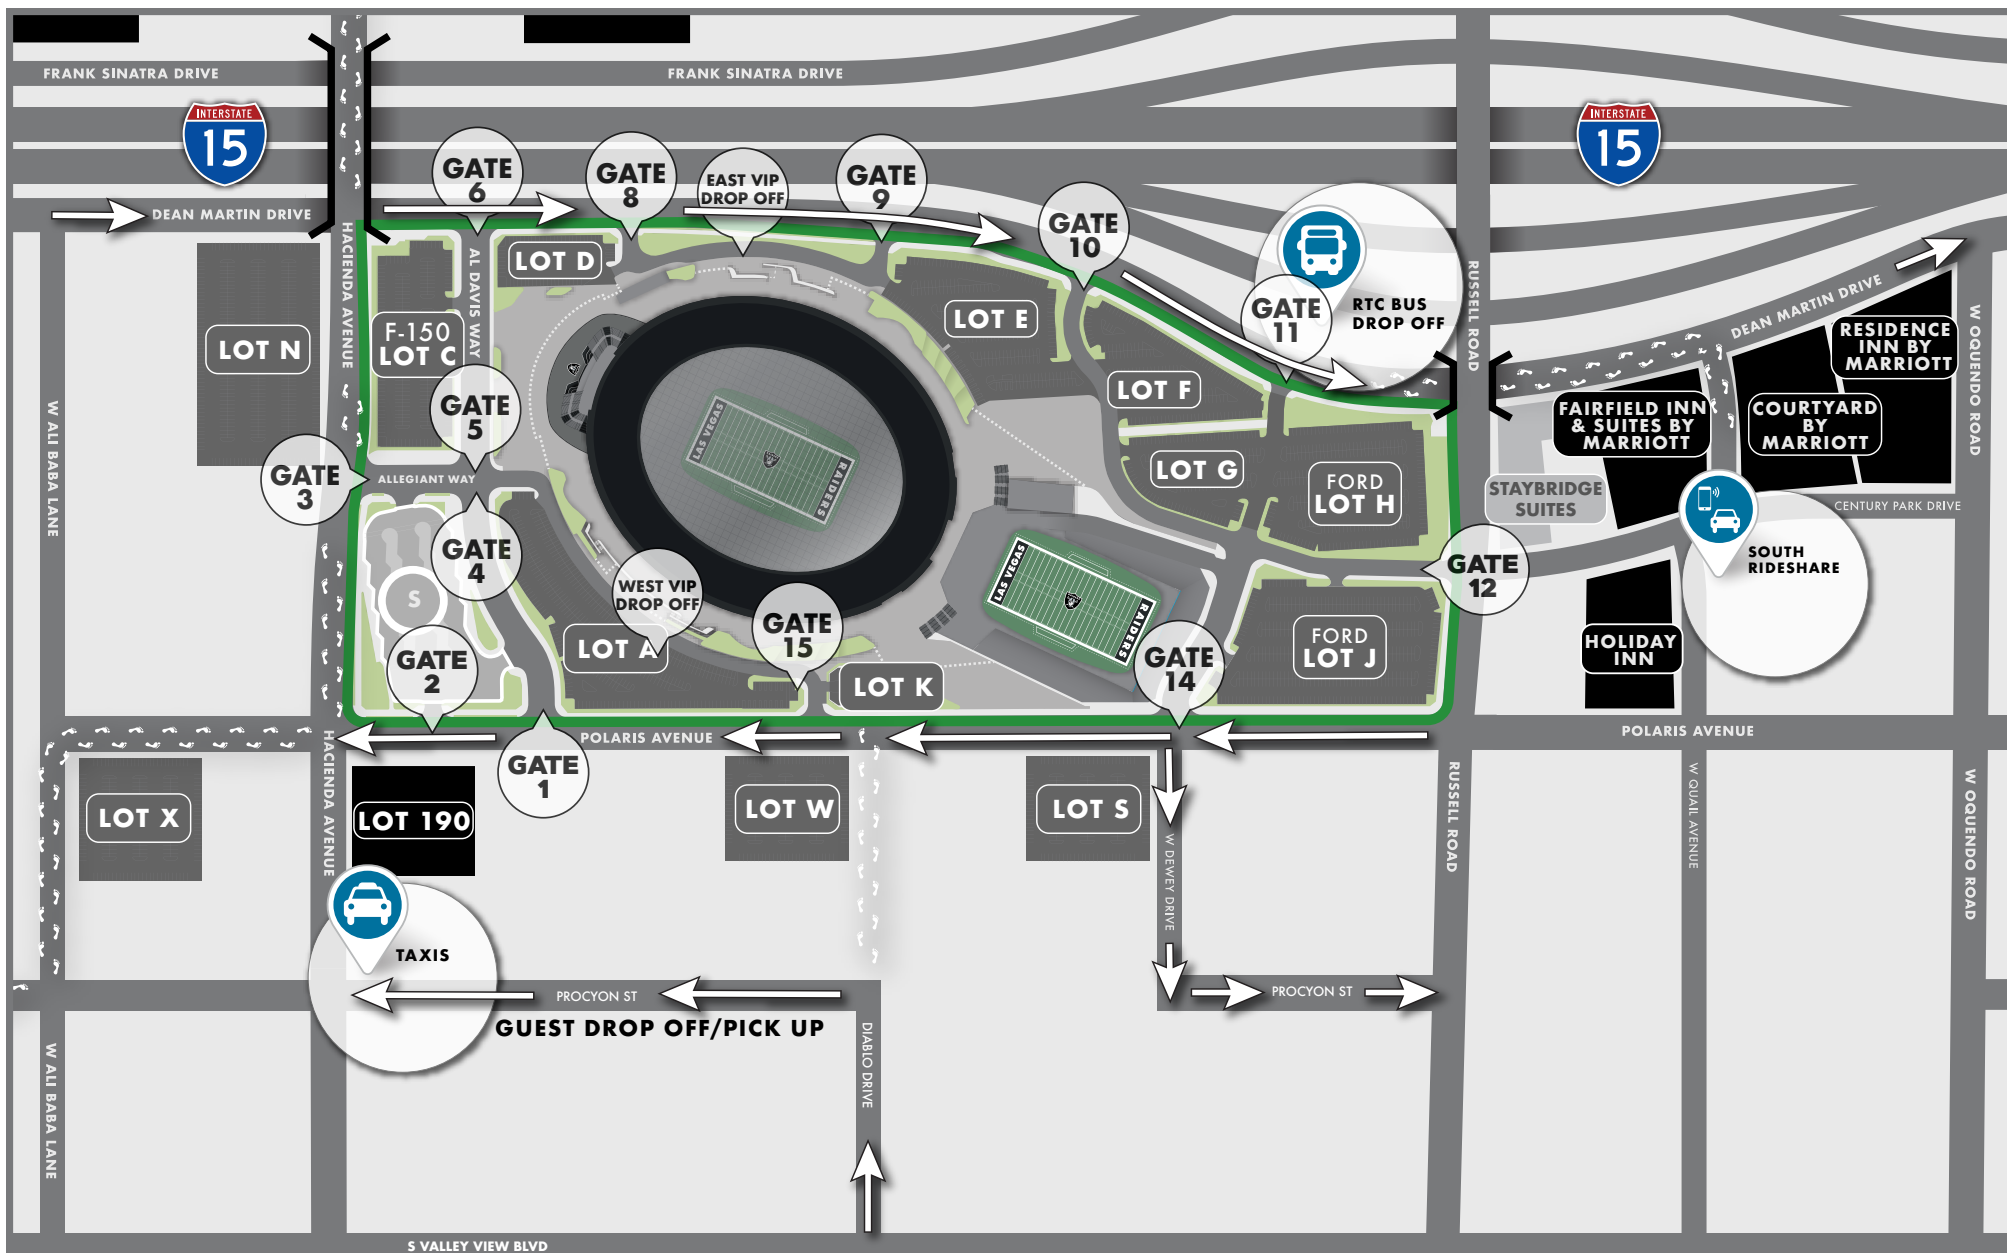 FRANK SINATRA DRIVE
FRANK SINATRA DRIVE
INTERSTATE
15
INTERSTATE
15
GATE
6
GATE
8
EAST VIP
DROP OFF
GATE
9
GATE
10
DEAN MARTIN DRIVE
HACIENDA AVENUE
AL DAVIS WAY
LOT D
LOT N
F-150
LOT C
LOT E
GATE
11
RTC BUS
DROP OFF
RUSSELL ROAD
DEAN MARTIN DRIVE
W OQUENDO ROAD
RESIDENCE
INN BY
MARRIOTT
LOT F
GATE
5
FAIRFIELD INN
& SUITES BY
MARRIOTT
COURTYARD
BY
MARRIOTT
W ALI BABA LANE
LAS VEGAS
RAIDERS
GATE
3
ALLEGIANT WAY
LOT G
FORD
LOT H
STAYBRIDGE
SUITES
CENTURY PARK DRIVE
GATE
4
S
WEST VIP
DROP OFF
LAS VEGAS
RAIDERS
GATE
12
SOUTH
RIDESHARE
GATE
15
LOT A
GATE
2
LOT K
GATE
14
FORD
LOT J
HOLIDAY
INN
POLARIS AVENUE
POLARIS AVENUE
GATE
1
HACIENDA AVENUE
LOT X
LOT 190
LOT W
LOT S
W DEWEY DRIVE
RUSSELL ROAD
W QUAIL AVENUE
W OQUENDO ROAD
TAXIS
PROCYON ST
PROCYON ST
GUEST DROP OFF/PICK UP
DIABLO DRIVE
W ALI BABA LANE
S VALLEY VIEW BLVD